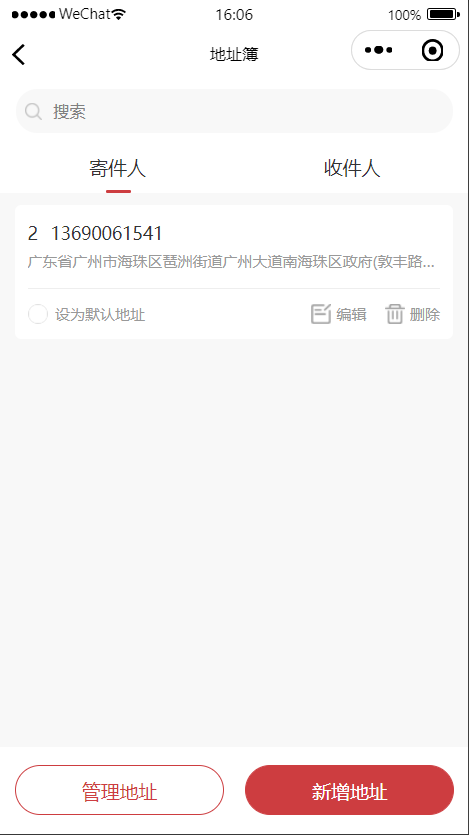 WeChat 16:06 100%
地址簿
搜索
寄件人 收件人
2 13690061541
广东省广州市海珠区琶洲街道广州大道南海珠区政府(敦丰路...
设为默认地址 编辑 删除
管理地址 新增地址